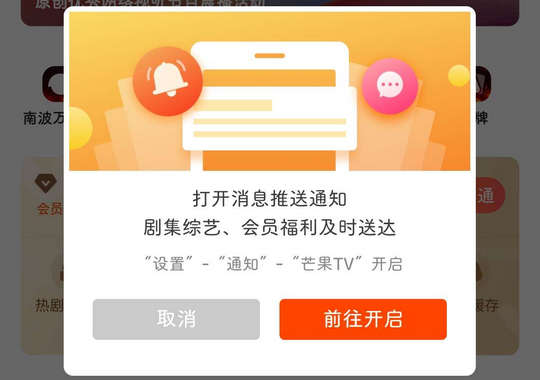 南波万
牌
会员
通
热剧
缓存
打开消息推送通知
剧集综艺、会员福利及时送达
“设置” - “通知” - “芒果TV” 开启
取消
前往开启